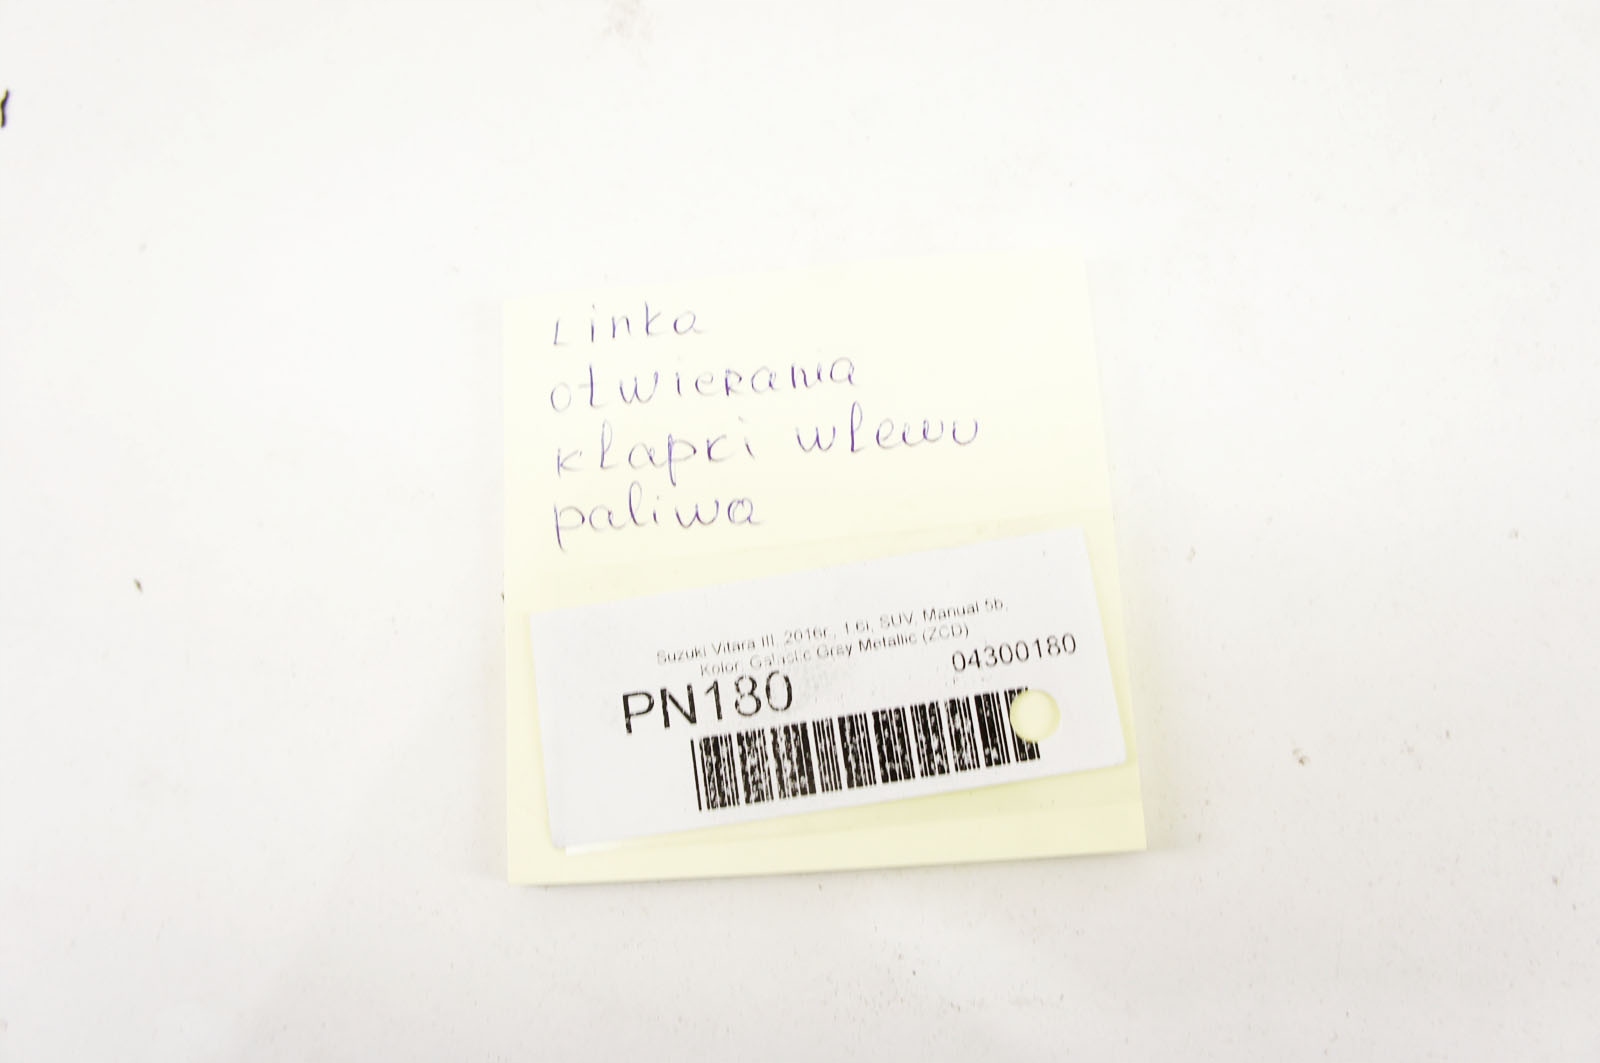 Linka
otwierania
klapki wlewu
paliwa
Suzuki Vitara III, 2016r., 1.6i, SUV, Manual 5b,
Kolor: Galactic Gray Metallic (ZCD)
04300180
PN180